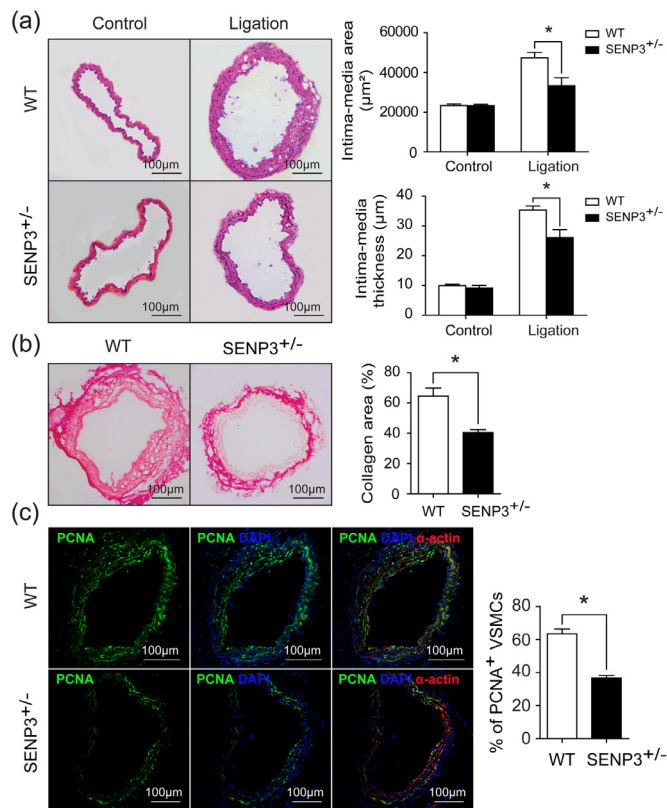 (a)
Control
Ligation
WT
100μm
100μm
SENP3+/-
100μm
100μm
Intima-media area
(μm²)
60000
40000
20000
0
WT
SENP3+/-
*
Control
Ligation
Intima-media
thickness (μm)
40
30
20
10
0
WT
SENP3+/-
*
Control
Ligation
(b)
WT
SENP3+/-
100μm
100μm
Collagen area (%)
80
60
40
20
0
*
WT
SENP3+/-
(c)
WT
PCNA
100μm
PCNA DAPI
100μm
PCNA DAPI α-actin
100μm
SENP3+/-
PCNA
100μm
PCNA DAPI
100μm
PCNA DAPI α-actin
100μm
% of PCNA+ VSMCs
80
60
40
20
0
*
WT
SENP3+/-